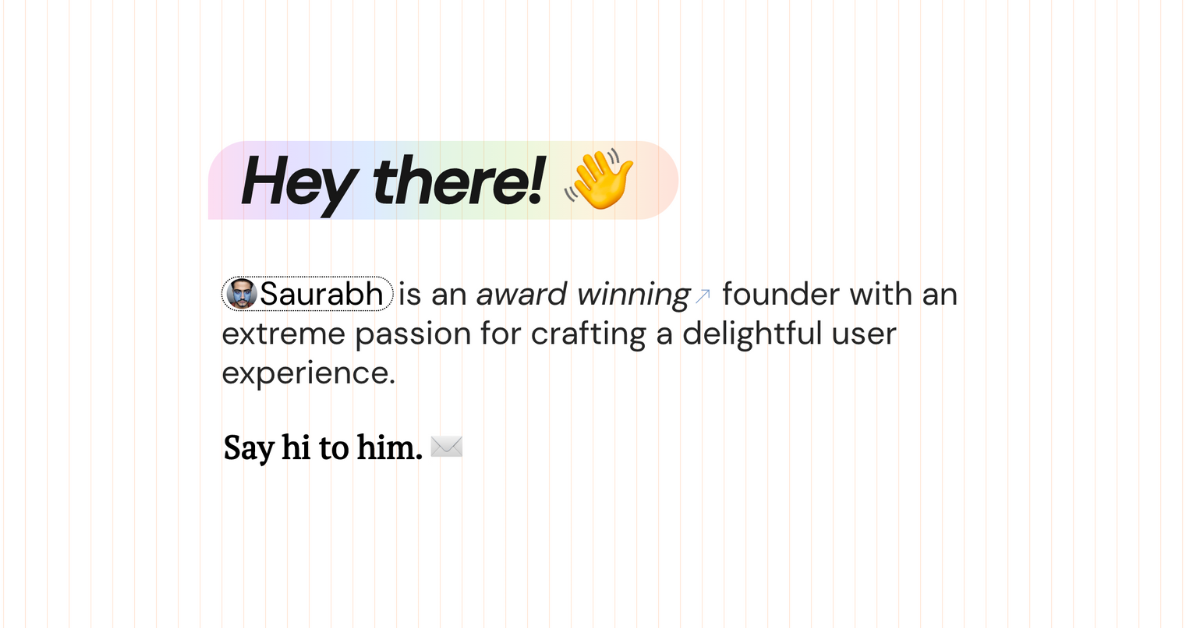 Hey there! 👋
Saurabh is an award winning↗ founder with an
extreme passion for crafting a delightful user
experience.
Say hi to him. ✉️